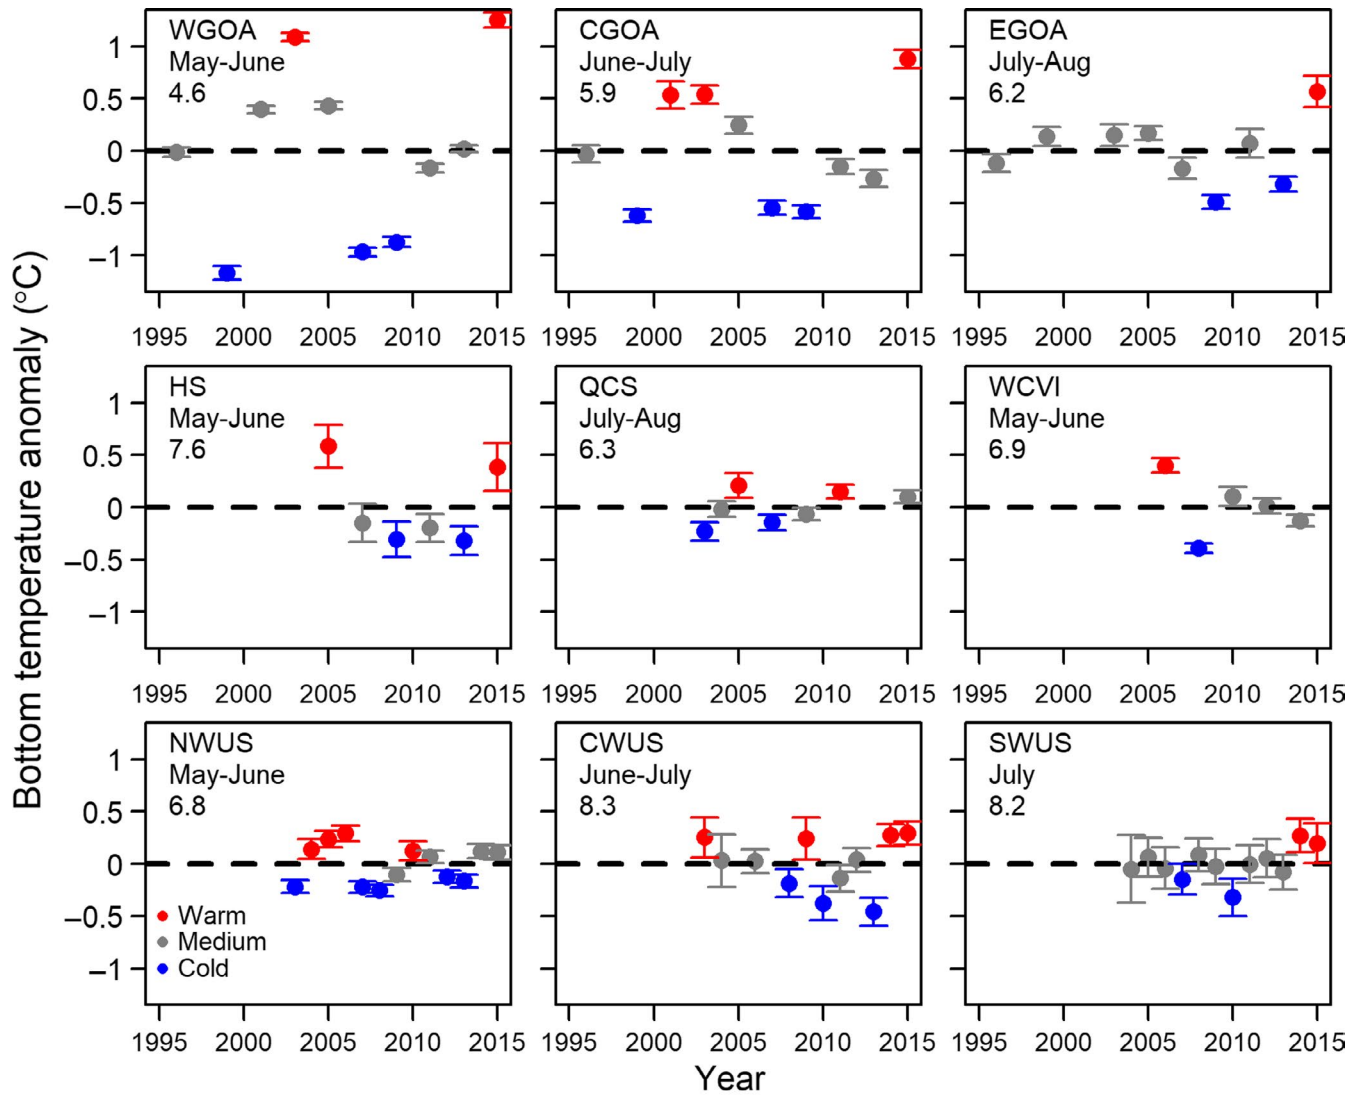 Bottom temperature anomaly (°C)
WGOA
May-June
4.6
1
0.5
0
−0.5
−1
1995 2000 2005 2010 2015
CGOA
June-July
5.9
1995 2000 2005 2010 2015
EGOA
July-Aug
6.2
1995 2000 2005 2010 2015
HS
May-June
7.6
1
0.5
0
−0.5
−1
1995 2000 2005 2010 2015
QCS
July-Aug
6.3
1995 2000 2005 2010 2015
WCVI
May-June
6.9
1995 2000 2005 2010 2015
NWUS
May-June
6.8
1
0.5
0
−0.5
−1
Warm
Medium
Cold
1995 2000 2005 2010 2015
CWUS
June-July
8.3
1995 2000 2005 2010 2015
SWUS
July
8.2
1995 2000 2005 2010 2015
Year